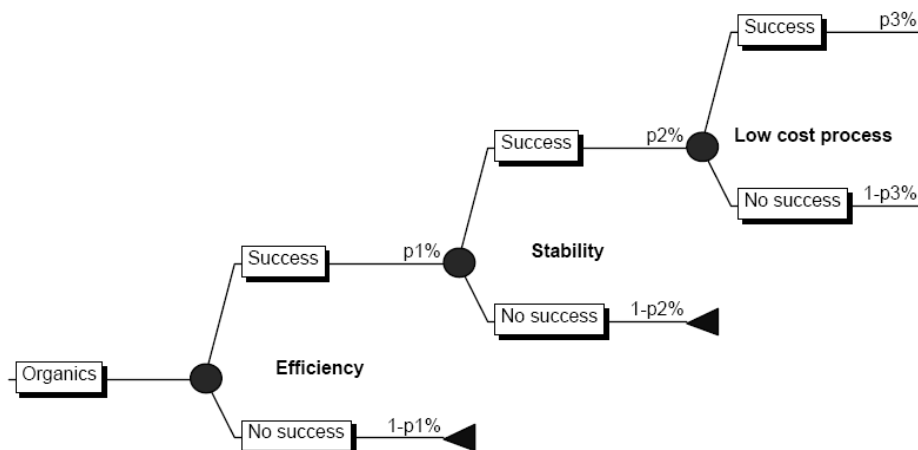 Success
p3%
Success
p2%
Low cost process
No success
1-p3%
Success
p1%
Stability
No success
1-p2%
Organics
Efficiency
No success
1-p1%